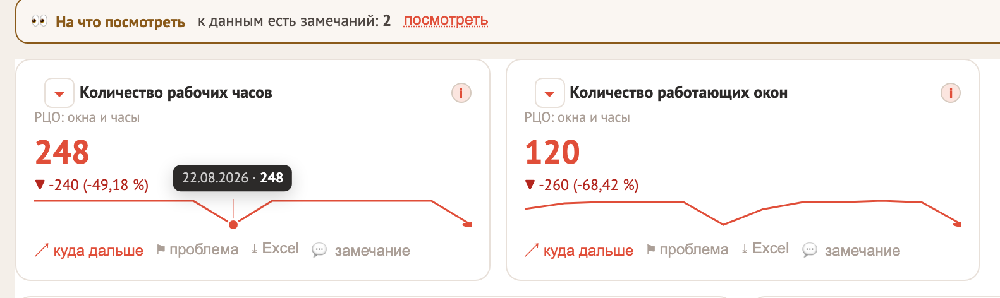 👀 На что посмотреть к данным есть замечаний: 2 посмотреть
Количество рабочих часов i
РЦО: окна и часы
248
22.08.2026 · 248
▼ -240 (-49,18 %)
↗ куда дальше ⚑ проблема ⤓ Excel 💬 замечание
Количество работающих окон i
РЦО: окна и часы
120
▼ -260 (-68,42 %)
↗ куда дальше ⚑ проблема ⤓ Excel 💬 замечание